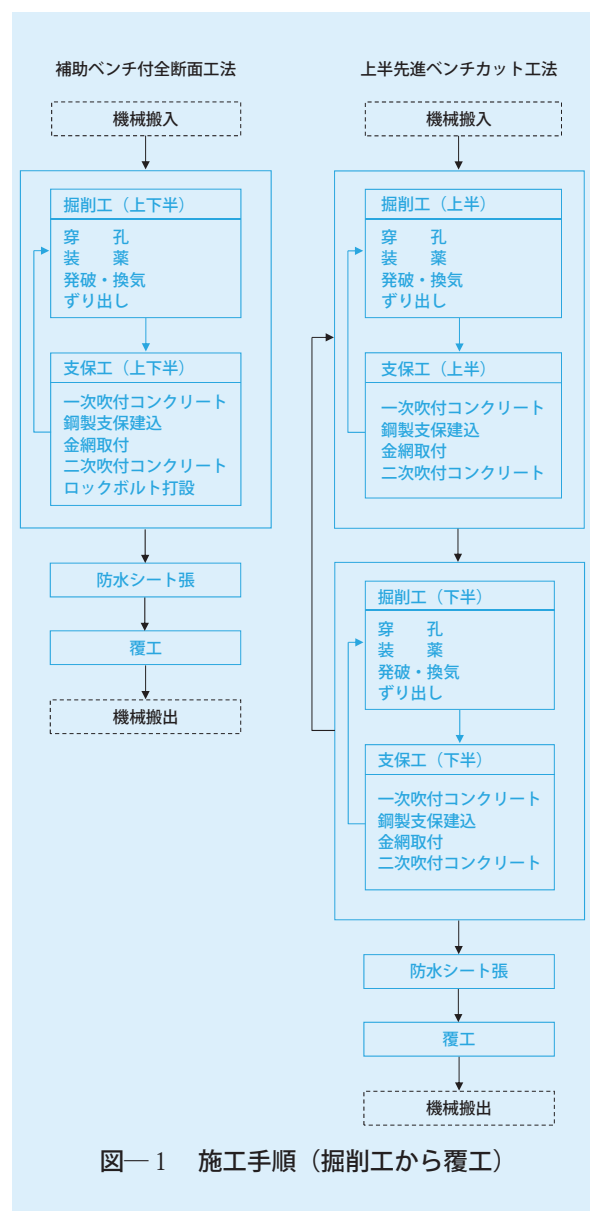 補助ベンチ付全断面工法
機械搬入
掘削工（上下半）
穿　　孔
装　　薬
発破・換気
ずり出し
支保工（上下半）
一次吹付コンクリート
鋼製支保建込
金網取付
二次吹付コンクリート
ロックボルト打設
防水シート張
覆工
機械搬出
上半先進ベンチカット工法
機械搬入
掘削工（上半）
穿　　孔
装　　薬
発破・換気
ずり出し
支保工（上半）
一次吹付コンクリート
鋼製支保建込
金網取付
二次吹付コンクリート
掘削工（下半）
穿　　孔
装　　薬
発破・換気
ずり出し
支保工（下半）
一次吹付コンクリート
鋼製支保建込
金網取付
二次吹付コンクリート
防水シート張
覆工
機械搬出
図―1　施工手順（掘削工から覆工）